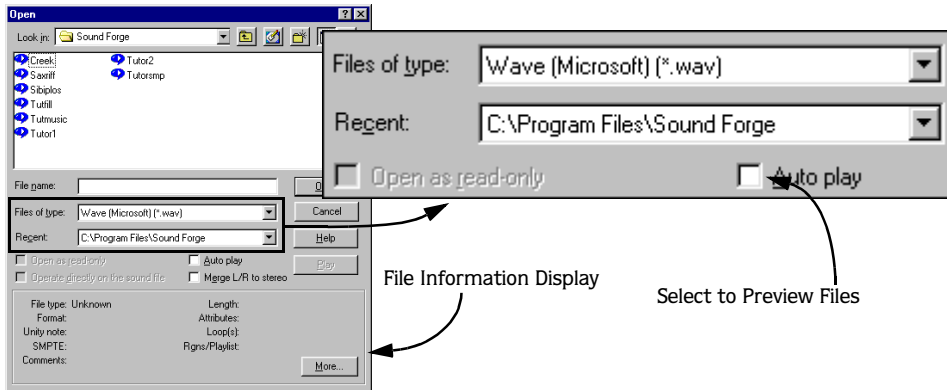 Open
Look in: Sound Forge
Creek
Saxriff
Sibiplos
Tutfill
Tutmusic
Tutor1
Tutor2
Tutorsmp
File name:
Files of type: Wave (Microsoft) (*.wav)
Recent: C:\Program Files\Sound Forge
Cancel
Help
Play
Open as read-only
Auto play
Operate directly on the sound file
Merge L/R to stereo
File type: Unknown
Length:
Format:
Attributes:
Unity note:
Loop(s):
SMPTE:
Rgns/Playlist:
Comments:
More...
Files of type: Wave (Microsoft) (*.wav)
Recent: C:\Program Files\Sound Forge
Open as read-only
Auto play
File Information Display
Select to Preview Files